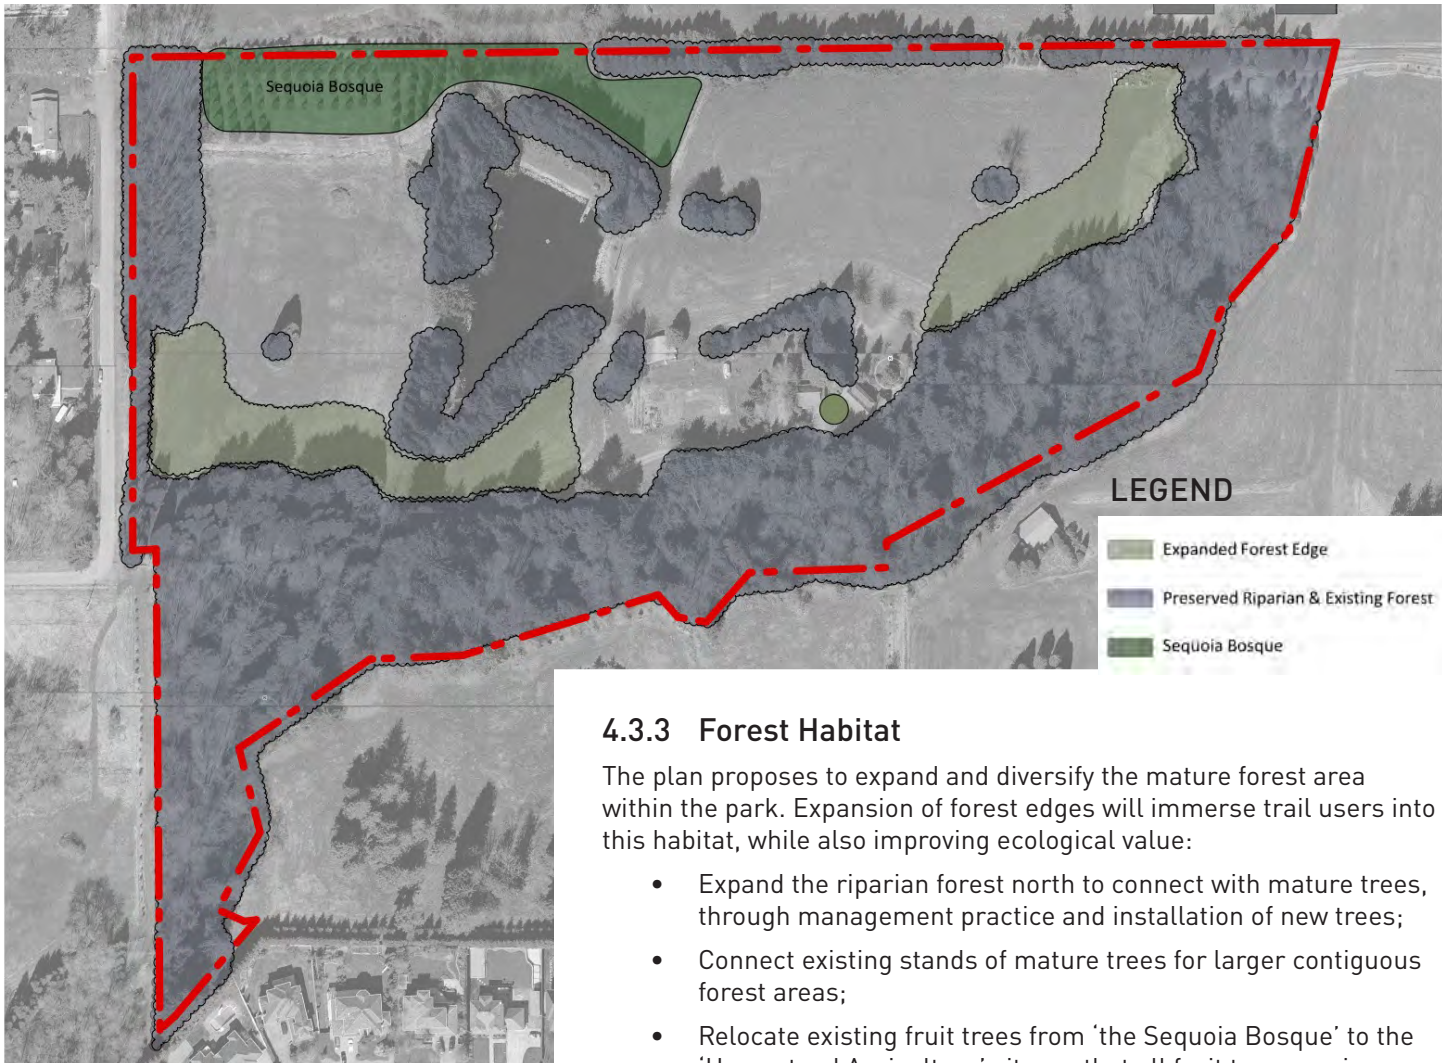 Sequoia Bosque
LEGEND
Expanded Forest Edge
Preserved Riparian & Existing Forest
Sequoia Bosque
4.3.3 Forest Habitat
The plan proposes to expand and diversify the mature forest area
within the park. Expansion of forest edges will immerse trail users into
this habitat, while also improving ecological value:
• Expand the riparian forest north to connect with mature trees,
through management practice and installation of new trees;
• Connect existing stands of mature trees for larger contiguous
forest areas;
• Relocate existing fruit trees from ‘the Sequoia Bosque’ to the